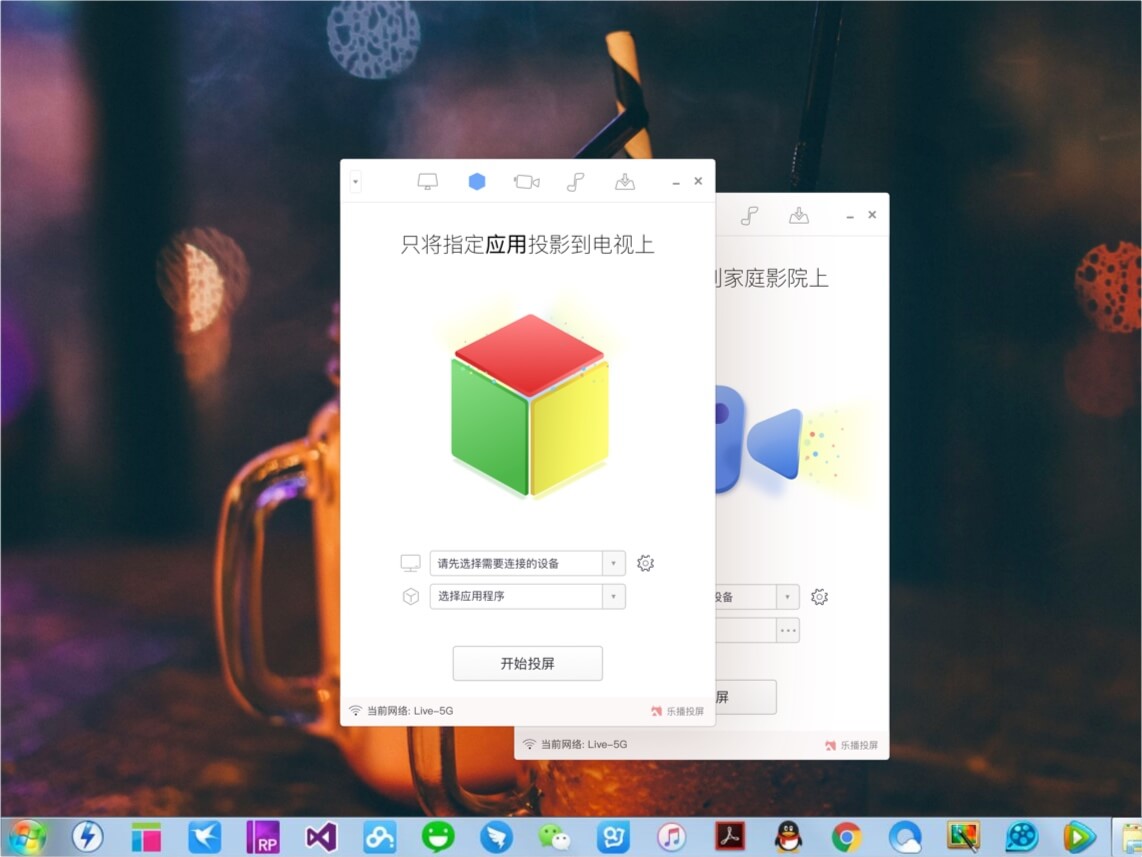 只将指定应用投影到电视上
请先选择需要连接的设备
选择应用程序
开始投屏
当前网络: Live-5G
乐播投屏
到家庭影院上
设备
屏
当前网络: Live-5G
乐播投屏
RP